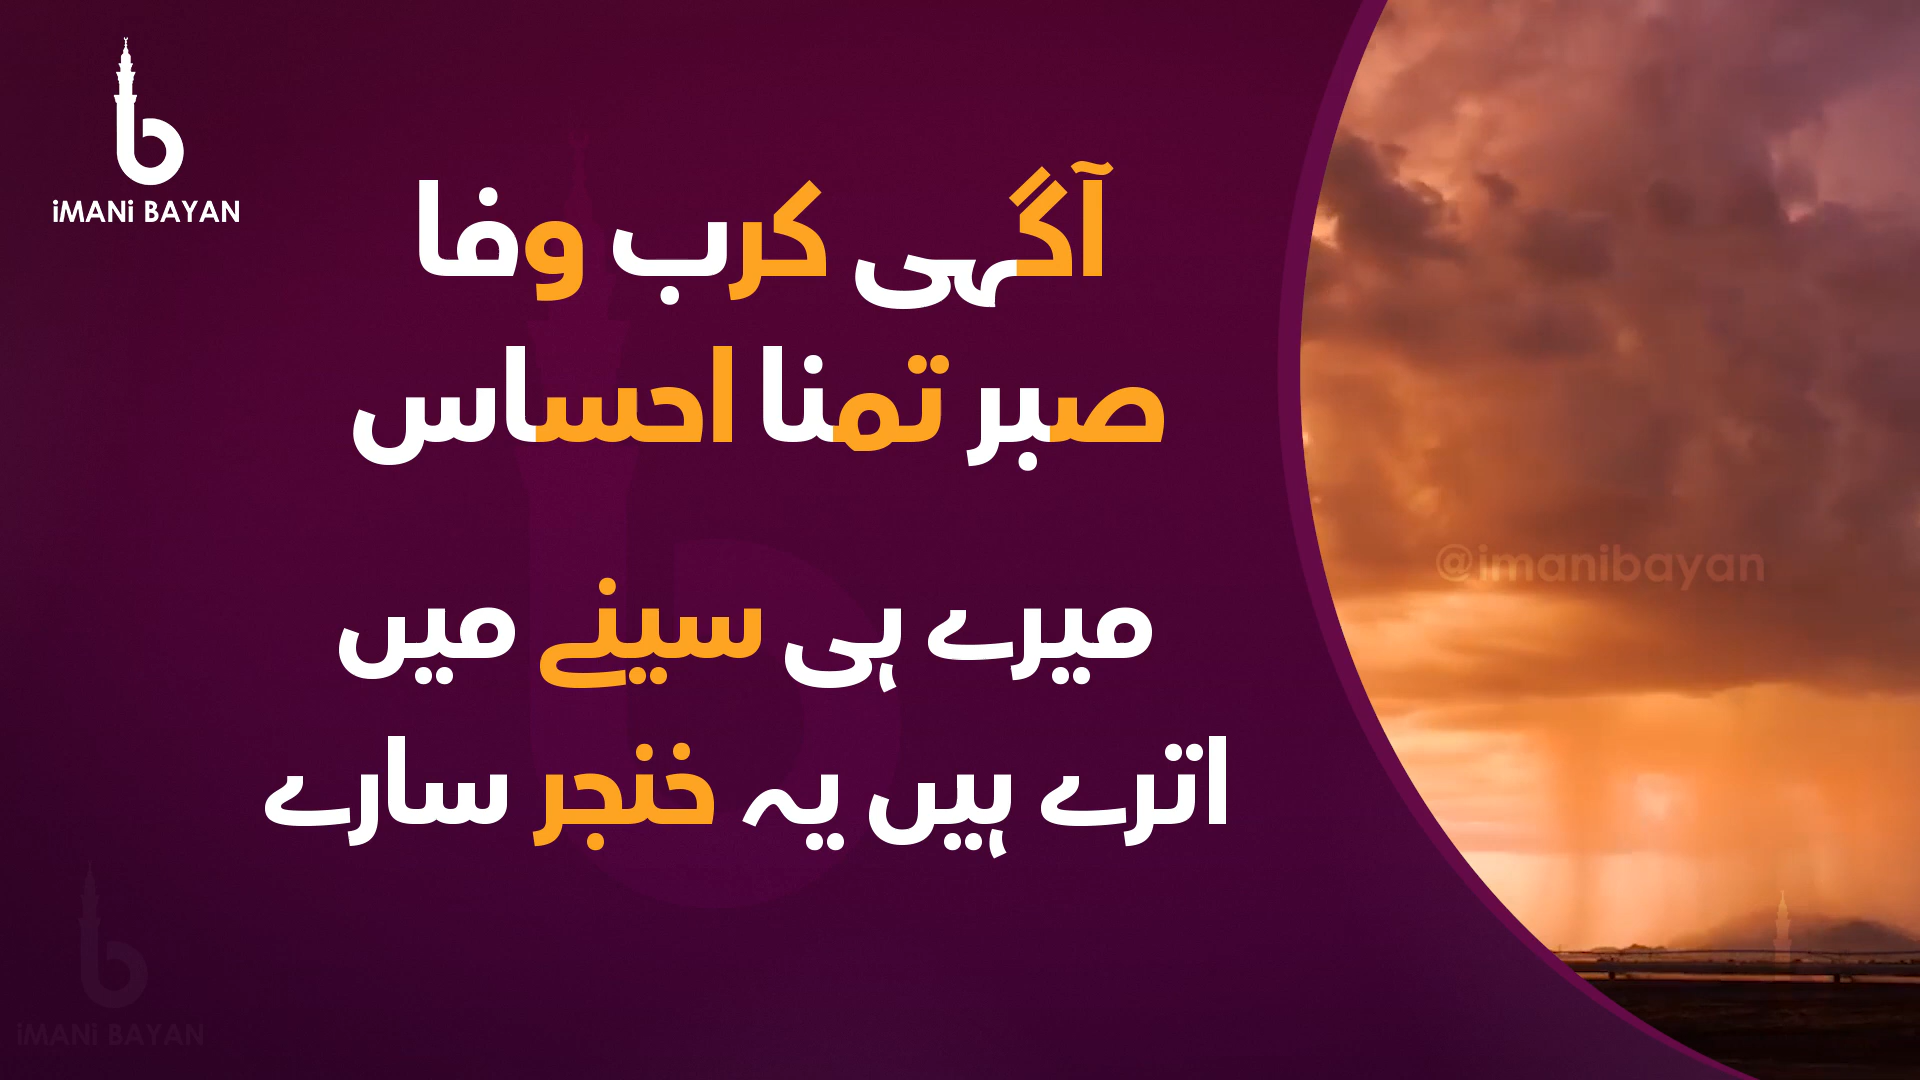 iMANi BAYAN
آگہی کرب وفا
صبر تمنا احساس
میرے ہی سینے میں
اترے ہیں یہ خنجر سارے
@imanibayan
iMANi BAYAN